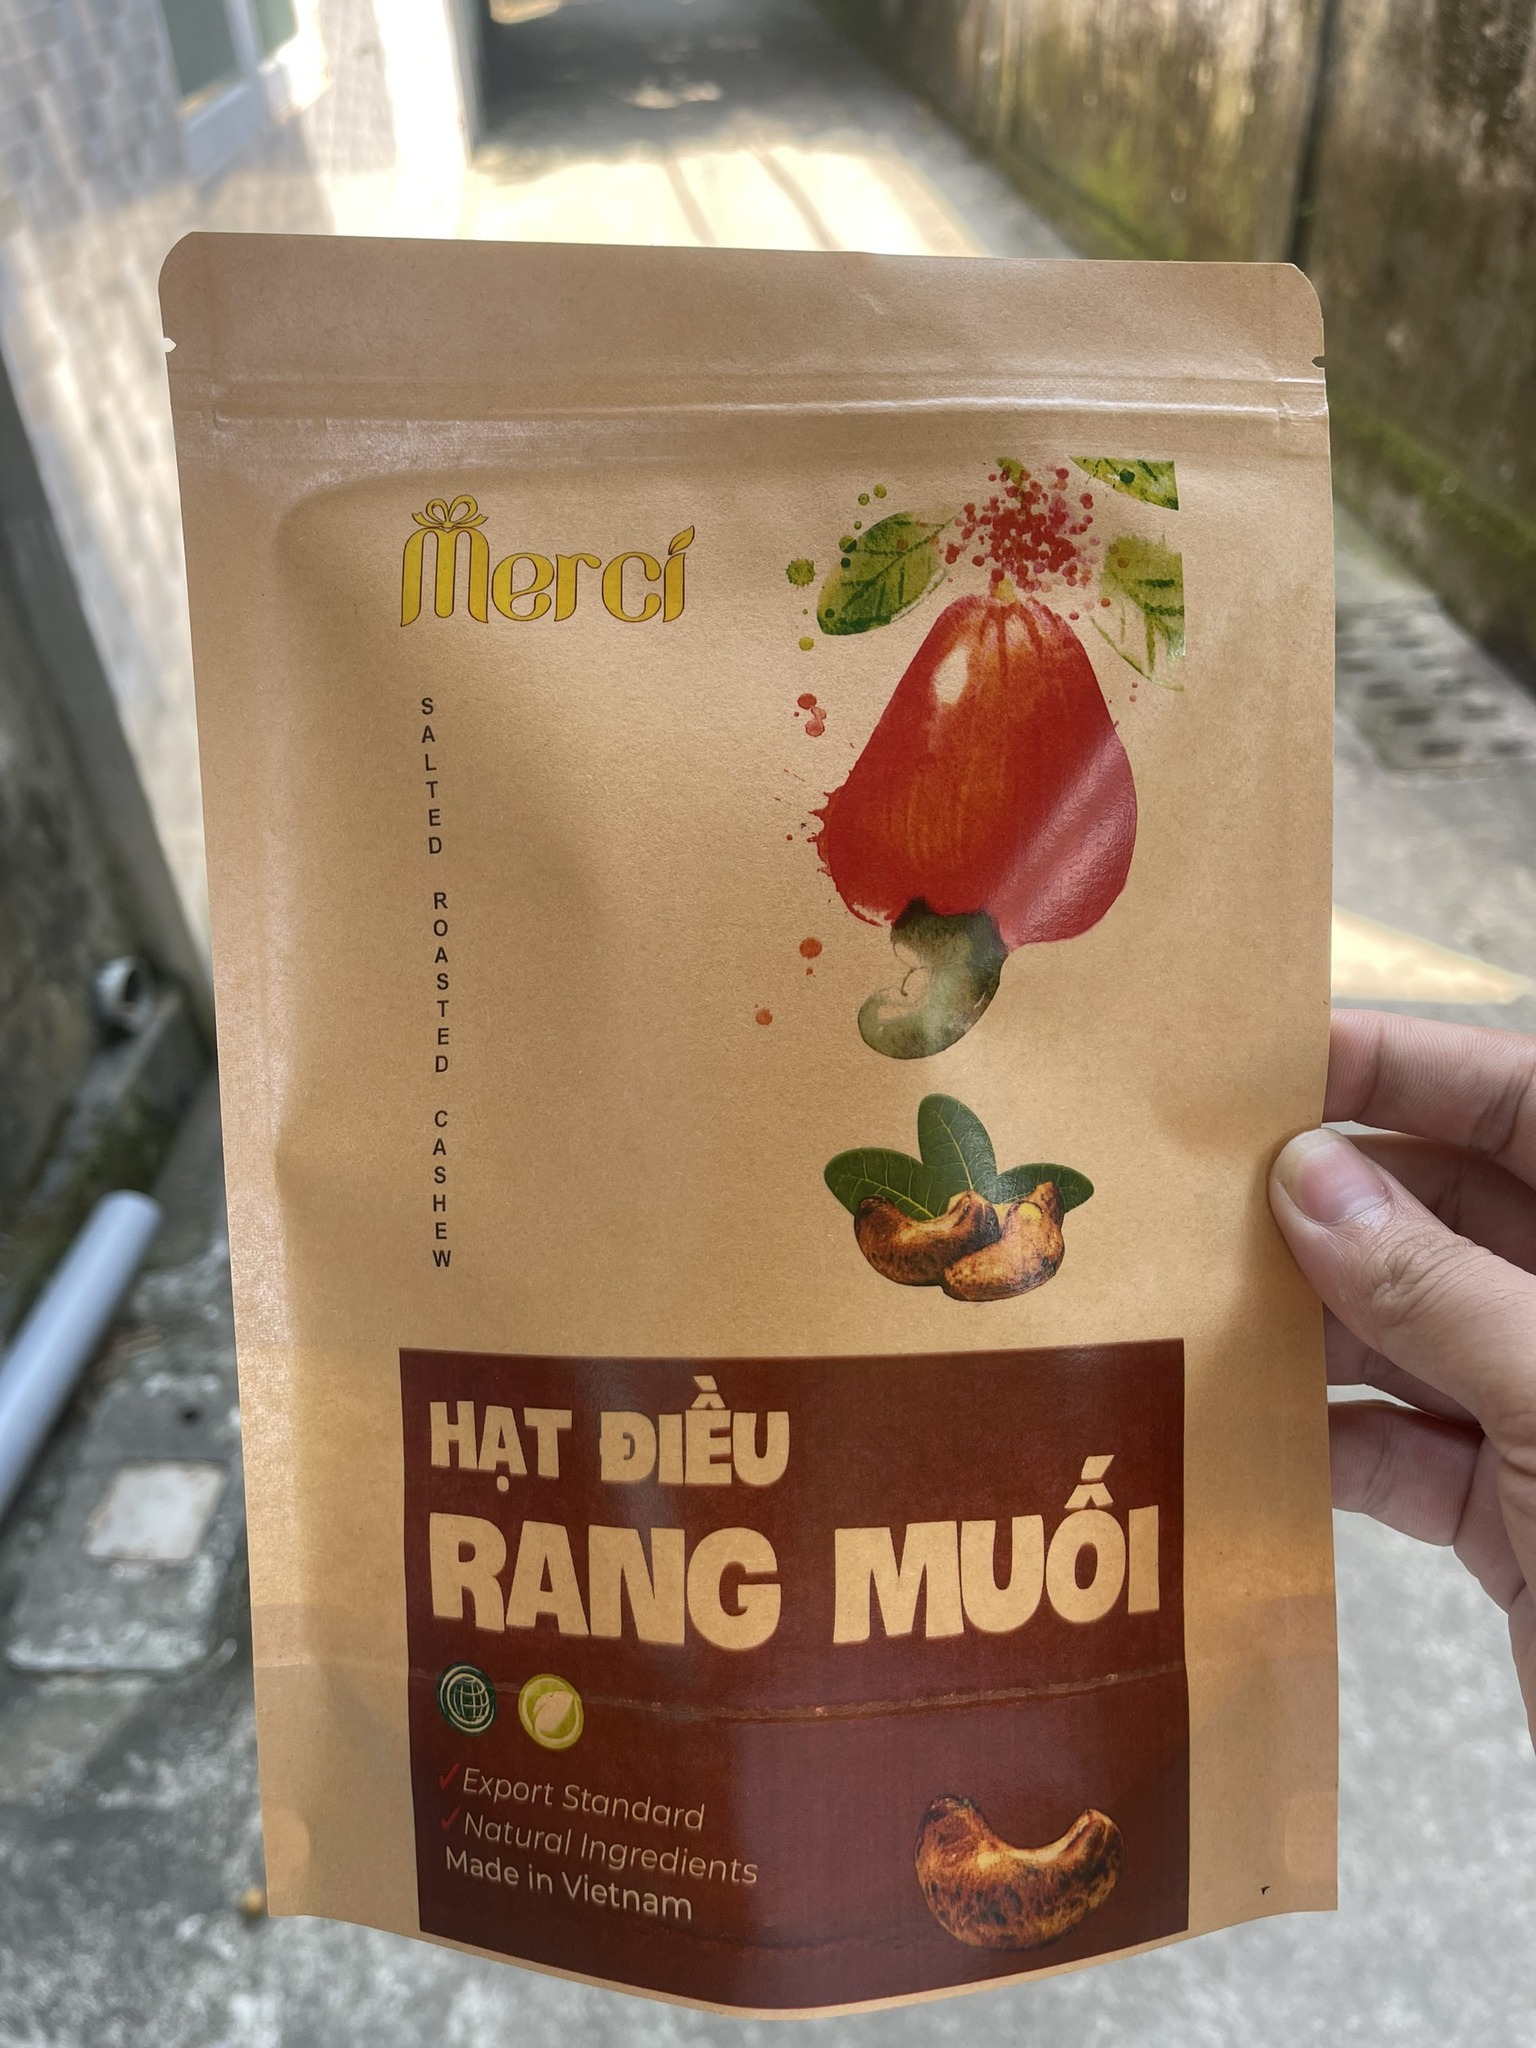 Merci
SALTED ROASTED CASHEW
HẠT ĐIỀU
RANG MUỐI
✓Export Standard
✓Natural Ingredients
Made in Vietnam